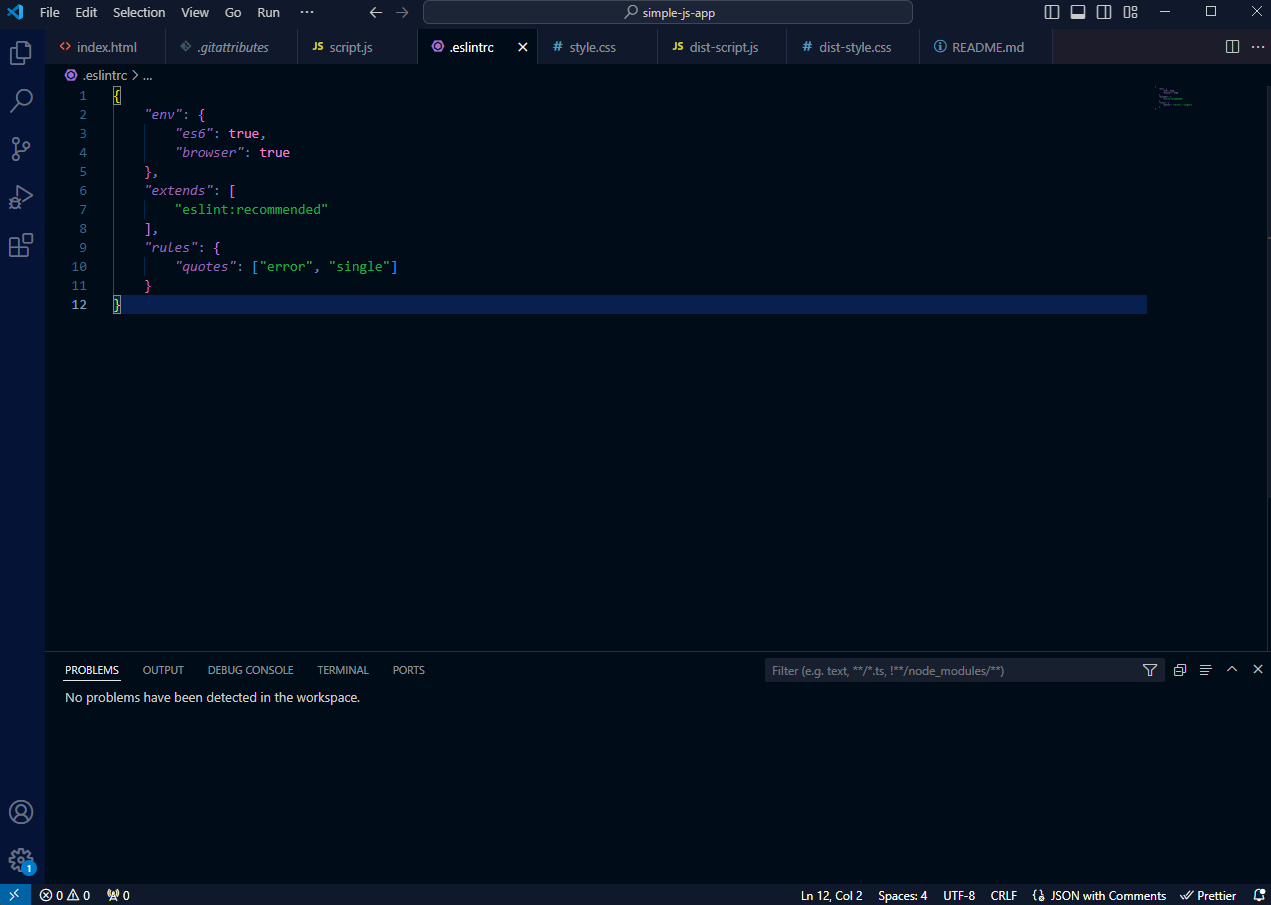 File Edit Selection View Go Run ··· simple-js-app
index.html .gitattributes JS script.js .eslintrc # style.css JS dist-script.js # dist-style.css README.md
.eslintrc > ...
1 {
2 "env": {
3 "es6": true,
4 "browser": true
5 },
6 "extends": [
7 "eslint:recommended"
8 ],
9 "rules": {
10 "quotes": ["error", "single"]
11 }
12 }
PROBLEMS OUTPUT DEBUG CONSOLE TERMINAL PORTS Filter (e.g. text, **/*.ts, !**/node_modules/**)
No problems have been detected in the workspace.
1
0 0 0 Ln 12, Col 2 Spaces: 4 UTF-8 CRLF {} JSON with Comments Prettier